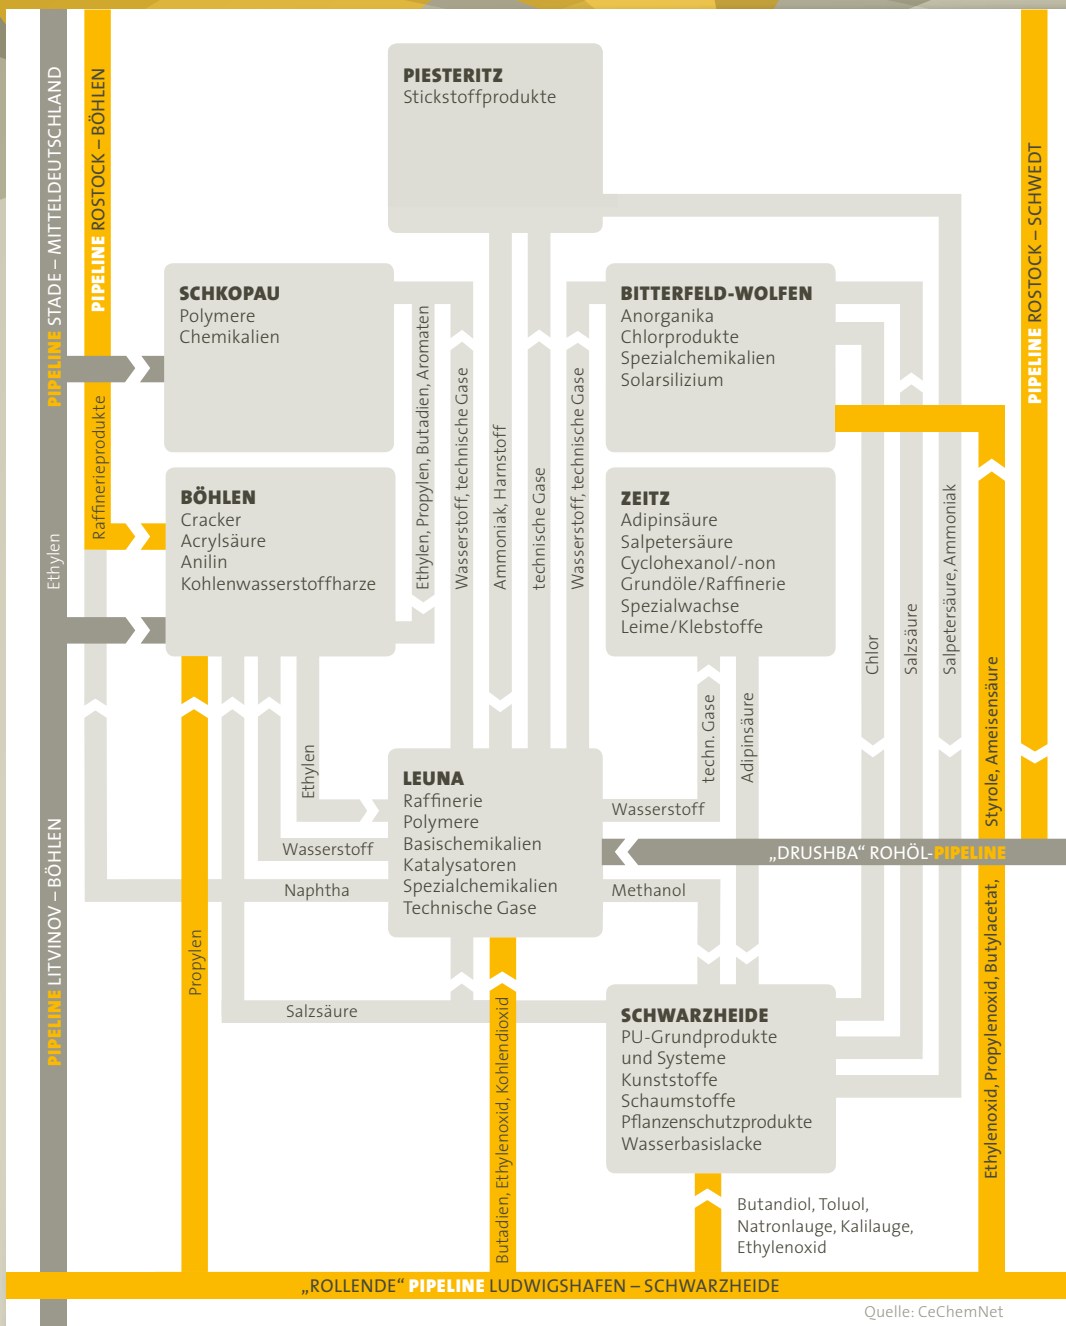 PIPELINE STADE – MITTELDEUTSCHLAND
PIPELINE ROSTOCK – BÖHLEN
PIPELINE ROSTOCK – SCHWEDT
PIESTERITZ
Stickstoffprodukte
SCHKOPAU
Polymere
Chemikalien
BITTERFELD-WOLFEN
Anorganika
Chlorprodukte
Spezialchemikalien
Solarsilizium
Raffinerieprodukte
Ethylen
BÖHLEN
Cracker
Acrylsäure
Anilin
Kohlenwasserstoffharze
Ethylen, Propylen, Butadien, Aromaten
Wasserstoff, technische Gase
Ammoniak, Harnstoff
technische Gase
Wasserstoff, technische Gase
ZEITZ
Adipinsäure
Salpetersäure
Cyclohexanol/-non
Grundöle/Raffinerie
Spezialwachse
Leime/Klebstoffe
Chlor
Salzsäure
Salpetersäure, Ammoniak
Styrole, Ameisensäure
Ethylenoxid, Propylenoxid, Butylacetat,
Ethylen
techn. Gase
Adipinsäure
LEUNA
Raffinerie
Polymere
Basischemikalien
Katalysatoren
Spezialchemikalien
Technische Gase
Wasserstoff
Wasserstoff
„DRUSHBA“ ROHÖL-PIPELINE
Naphtha
Methanol
PIPELINE LITVINOV – BÖHLEN
Propylen
Salzsäure
Butadien, Ethylenoxid, Kohlendioxid
SCHWARZHEIDE
PU-Grundprodukte
und Systeme
Kunststoffe
Schaumstoffe
Pflanzenschutzprodukte
Wasserbasislacke
Butandiol, Toluol,
Natronlauge, Kalilauge,
Ethylenoxid
„ROLLENDE“ PIPELINE LUDWIGSHAFEN – SCHWARZHEIDE
Quelle: CeChemNet